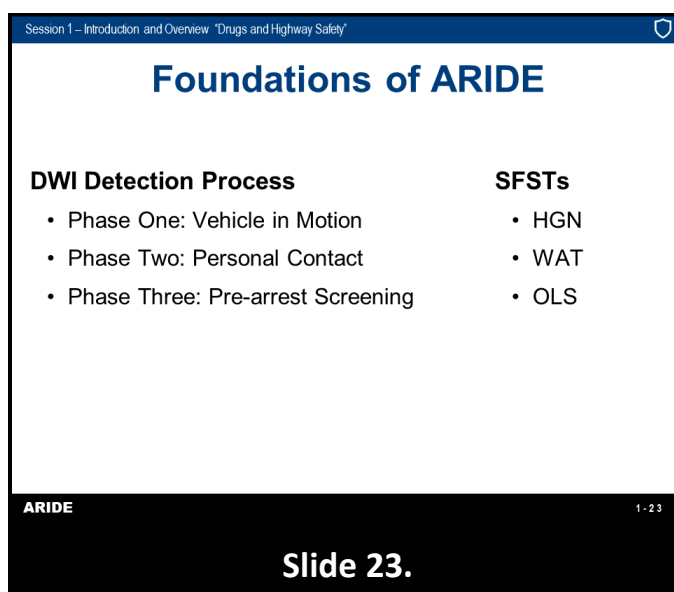 Session 1 – Introduction and Overview "Drugs and Highway Safety"
Foundations of ARIDE
DWI Detection Process
• Phase One: Vehicle in Motion
• Phase Two: Personal Contact
• Phase Three: Pre-arrest Screening
SFSTs
• HGN
• WAT
• OLS
ARIDE
1-23
Slide 23.